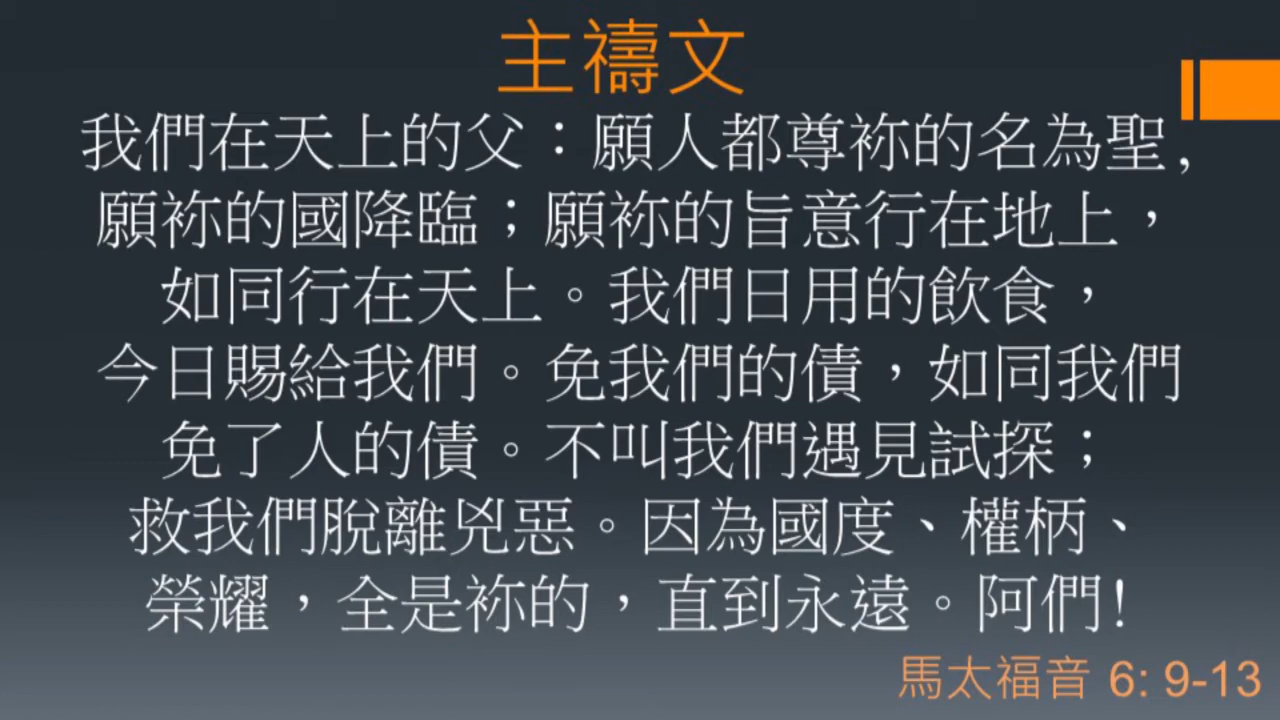 主禱文
我們在天上的父：願人都尊祢的名為聖,
願祢的國降臨；願祢的旨意行在地上，
如同行在天上。我們日用的飲食，
今日賜給我們。免我們的債，如同我們
免了人的債。不叫我們遇見試探；
救我們脫離兇惡。因為國度、權柄、
榮耀，全是祢的，直到永遠。阿們!
馬太福音 6: 9-13